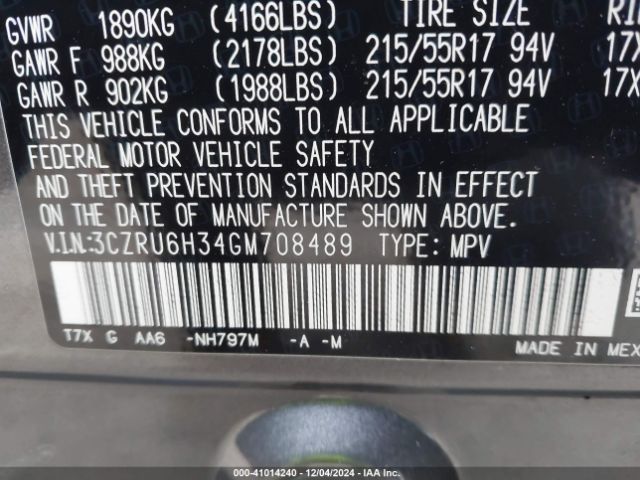 GVWR 1890KG (4166LBS) TIRE SIZE
GAWR F 988KG (2178LBS) 215/55R17 94V 17X
GAWR R 902KG (1988LBS) 215/55R17 94V 17X
THIS VEHICLE CONFORMS TO ALL APPLICABLE
FEDERAL MOTOR VEHICLE SAFETY
AND THEFT PREVENTION STANDARDS IN EFFECT
ON THE DATE OF MANUFACTURE SHOWN ABOVE.
V.I.N:3CZRU6H34GM708489 TYPE: MPV
T7X G AA6 -NH797M -A -M
MADE IN MEX
000-41014240 - 12/04/2024 - IAA Inc.